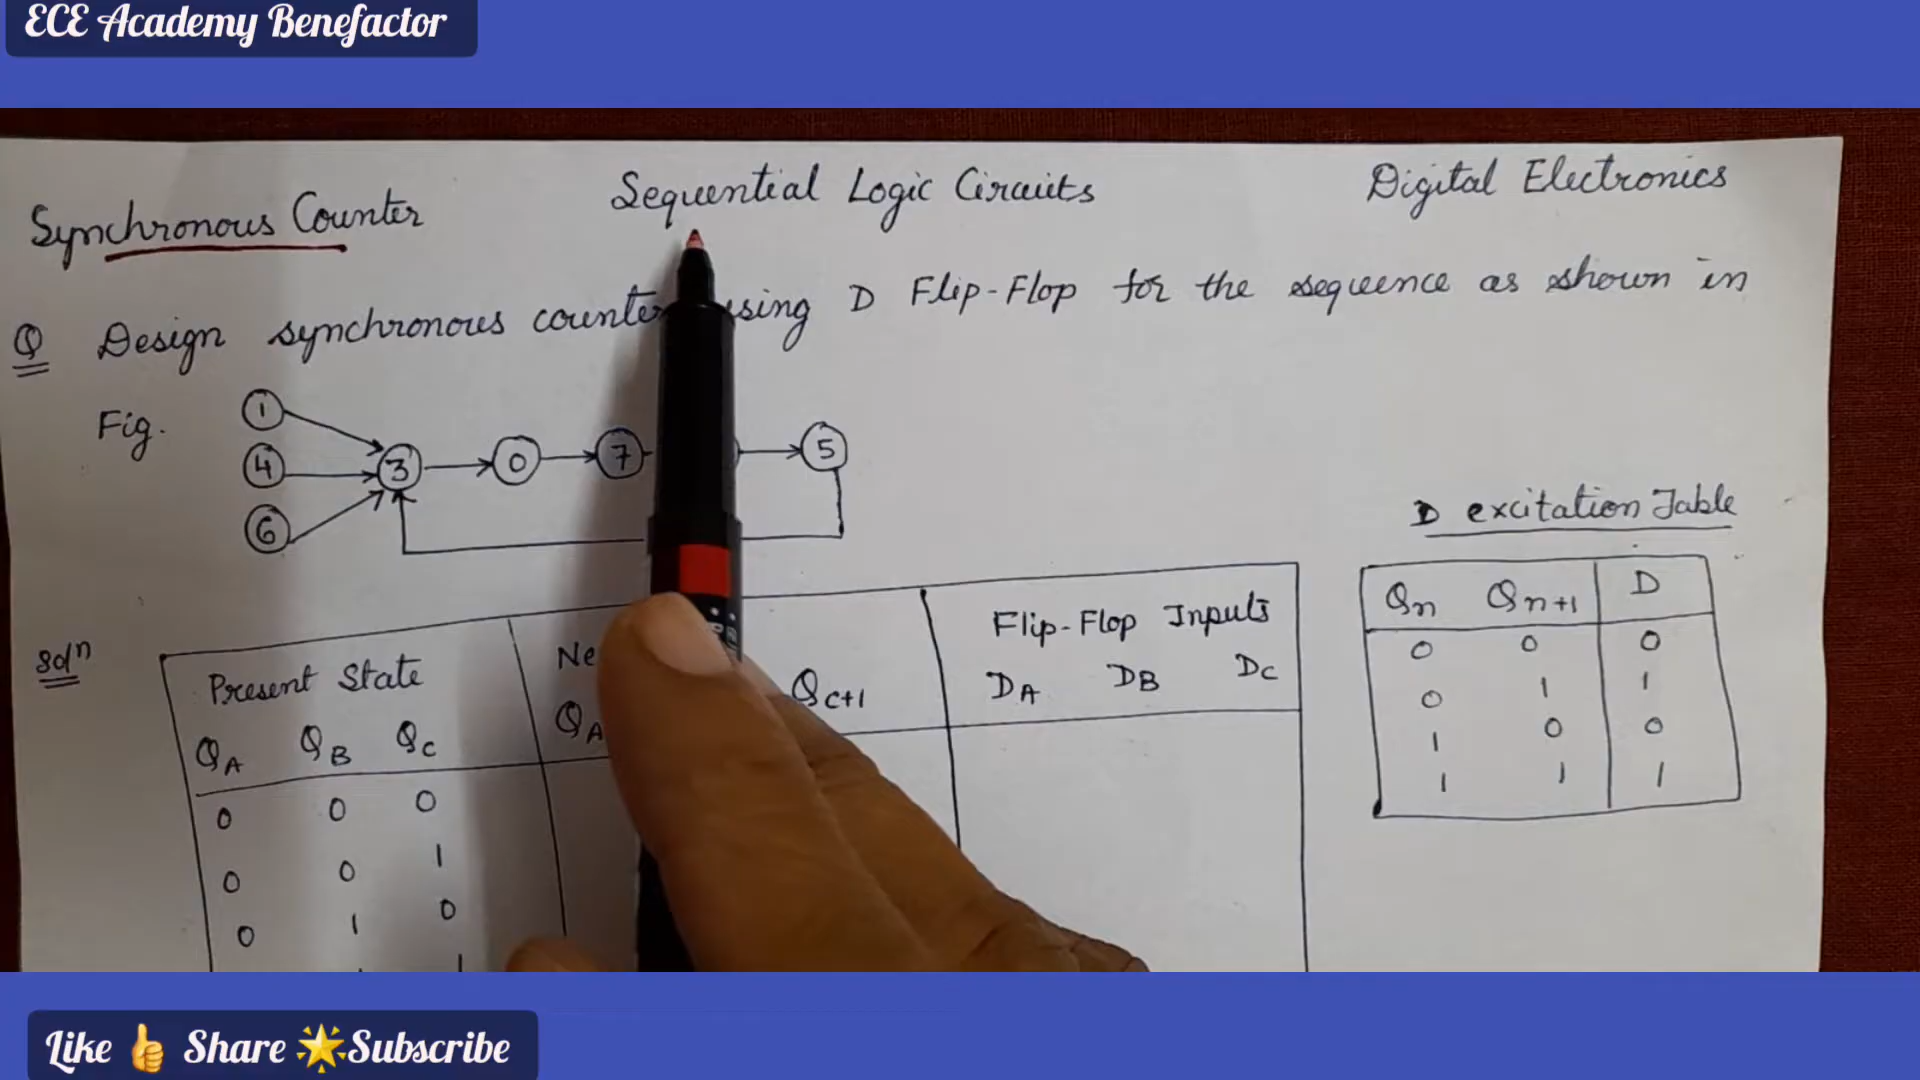 ECE Academy Benefactor
Synchronous Counter
Sequential Logic Circuits
Digital Electronics
Q Design synchronous counter using D Flip-Flop for the sequence as shown in
Fig.
1
4
6
3
0
7
5
D excitation Table
Qn Qn+1 D
0 0 0
0 1 1
1 0 0
1 1 1
Soln
Present State
QA QB QC
QA
QC+1
Flip-Flop Inputs
DA DB DC
0 0 0
0 0 1
0 1 0
Like 👍 Share 🌟Subscribe